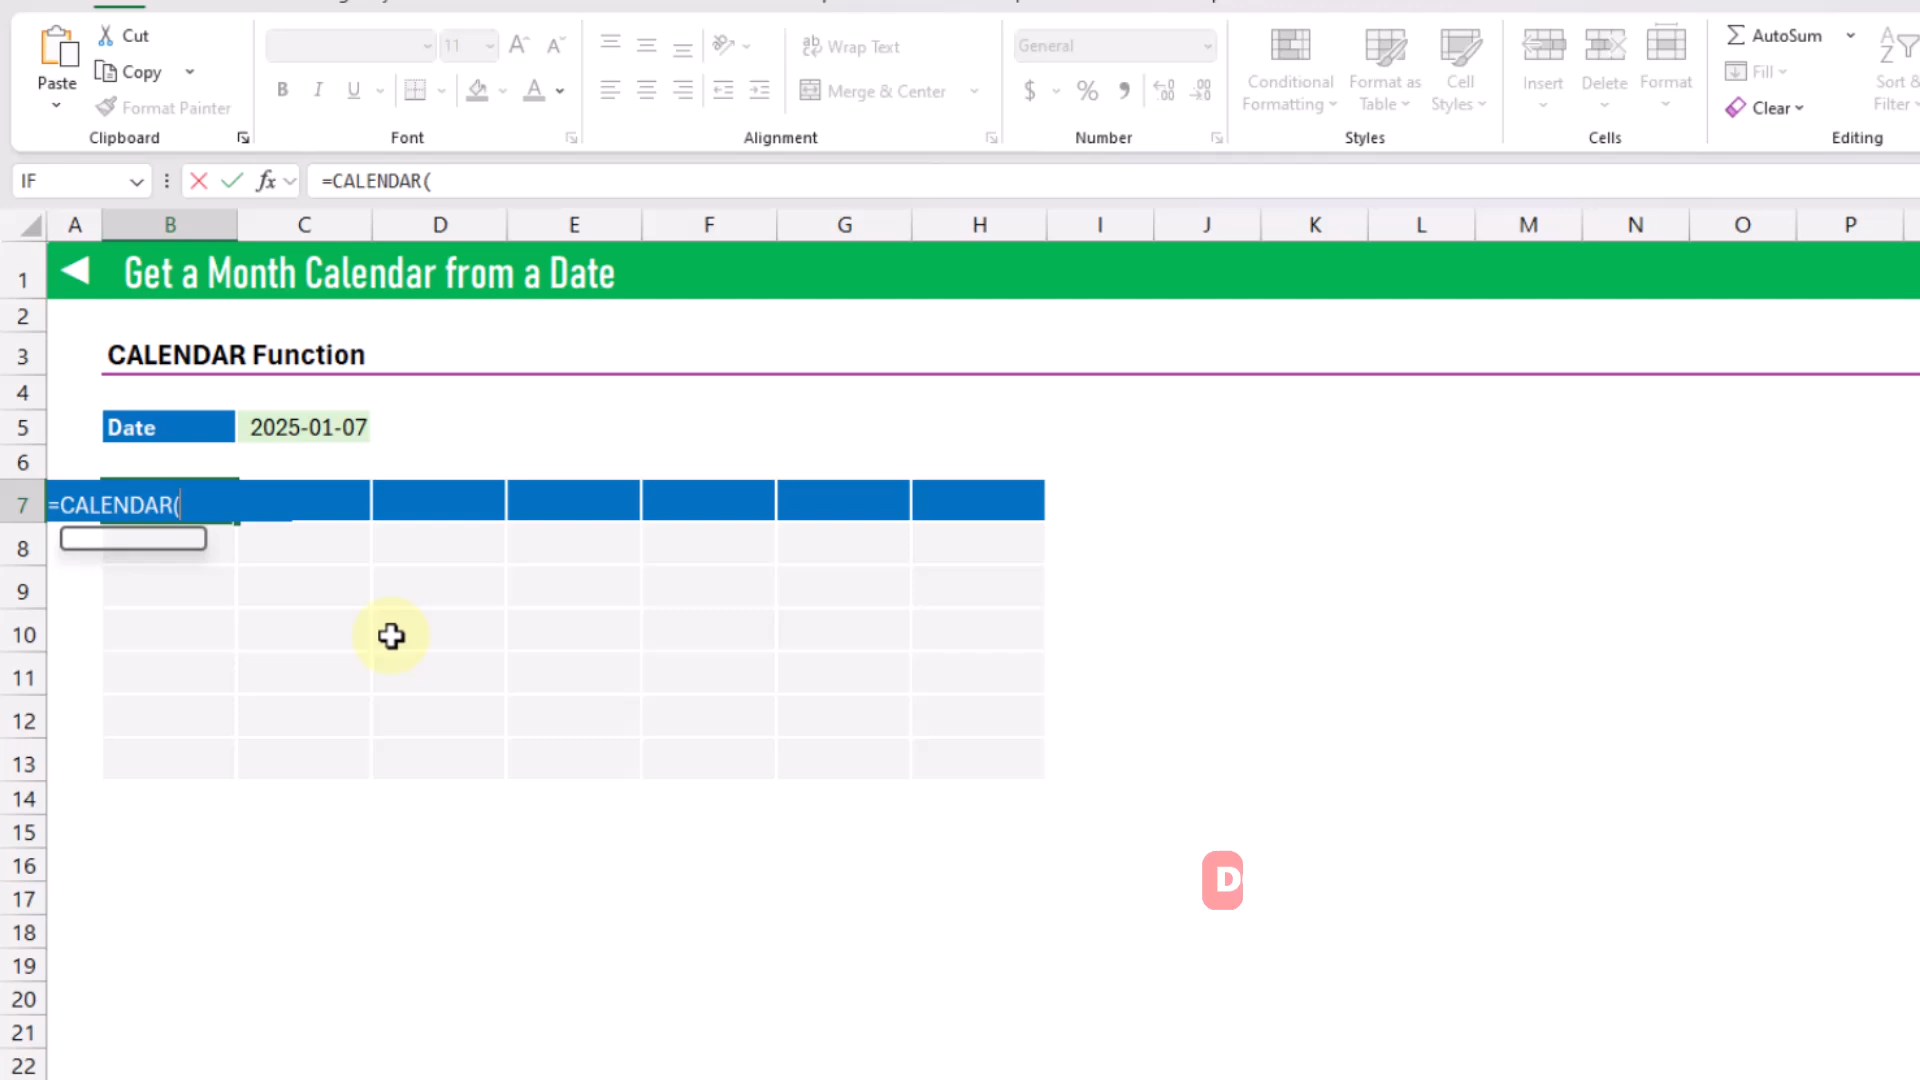 Paste
Cut
Copy
Format Painter
Clipboard
11
B I U
Font
Wrap Text
Merge & Center
Alignment
General
$ % 9
Number
Conditional
Formatting
Format as
Table
Cell
Styles
Styles
Insert
Delete
Format
Cells
AutoSum
Fill
Clear
Sort &
Filter
Editing
IF
fx
=CALENDAR(
A B C D E F G H I J K L M N O P
1
Get a Month Calendar from a Date
2
3
CALENDAR Function
4
5
Date 2025-01-07
6
7
=CALENDAR(
8
9
10
11
12
13
14
15
16
D
17
18
19
20
21
22